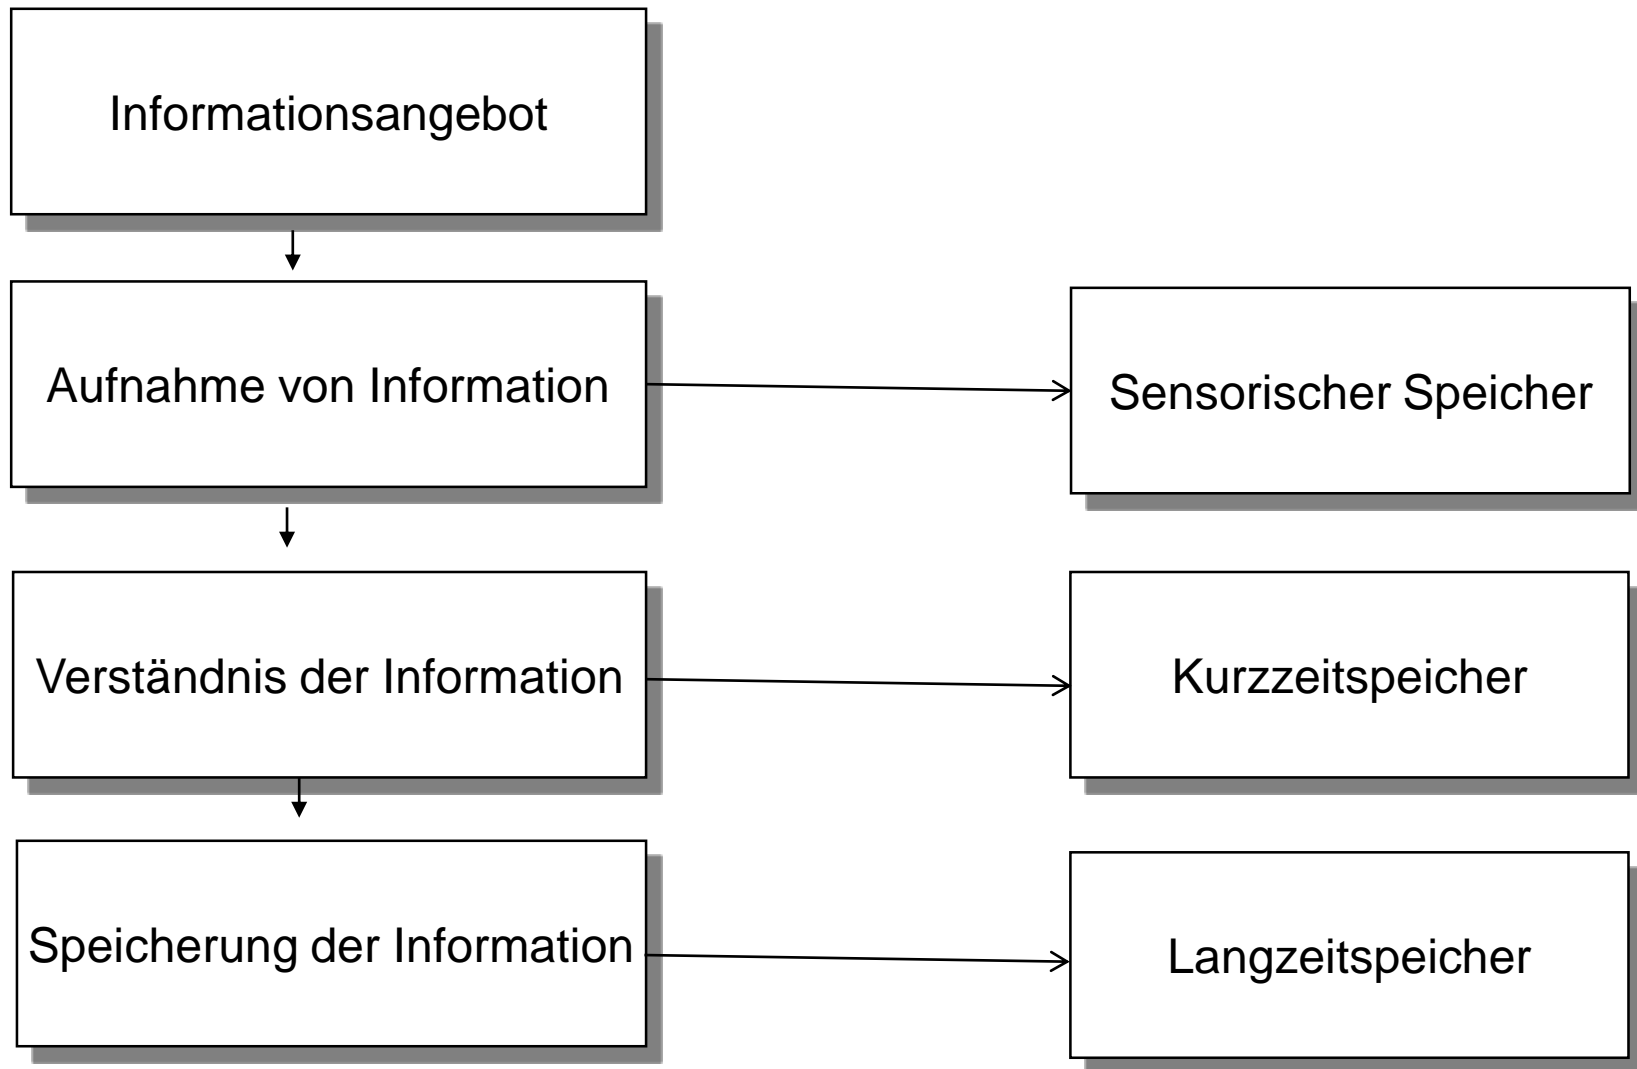 Informationsangebot
Aufnahme von Information
Sensorischer Speicher
Verständnis der Information
Kurzzeitspeicher
Speicherung der Information
Langzeitspeicher